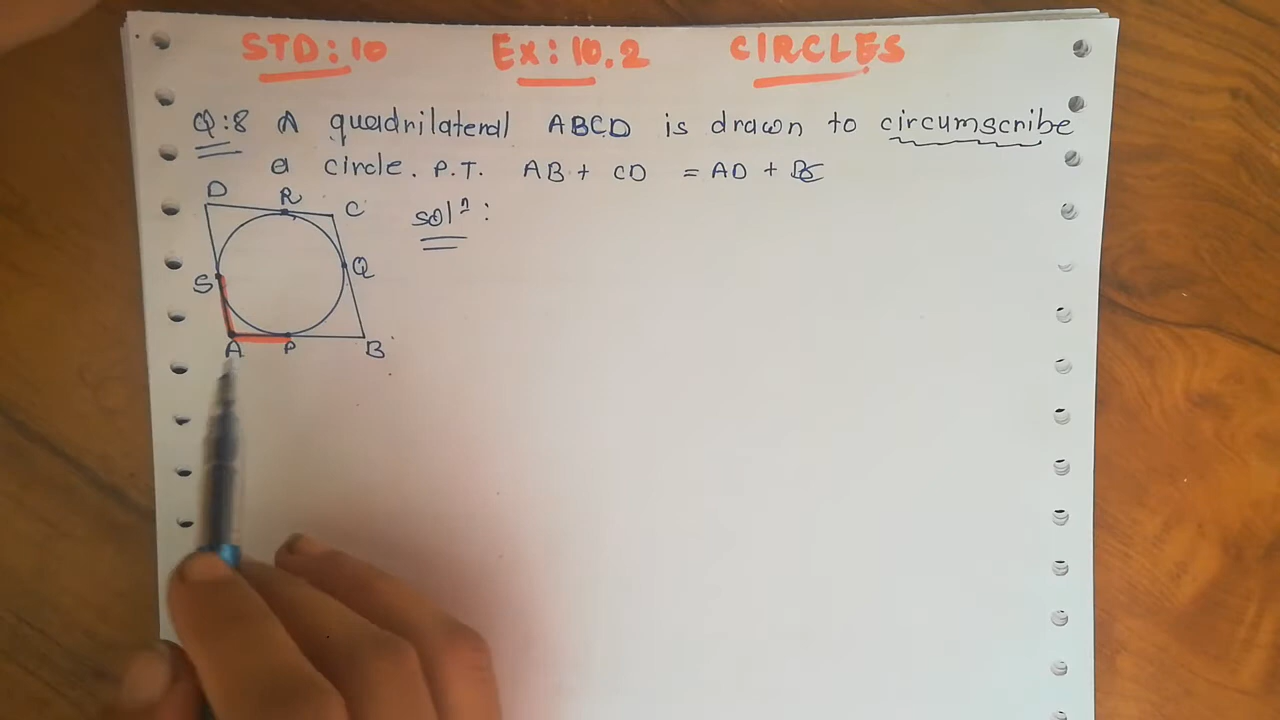 STD:10 Ex:10.2 CIRCLES
Q:8 A quadrilateral ABCD is drawn to circumscribe
a circle. P.T. AB + CD = AD + BC
D R C
solⁿ:
S Q
A P B